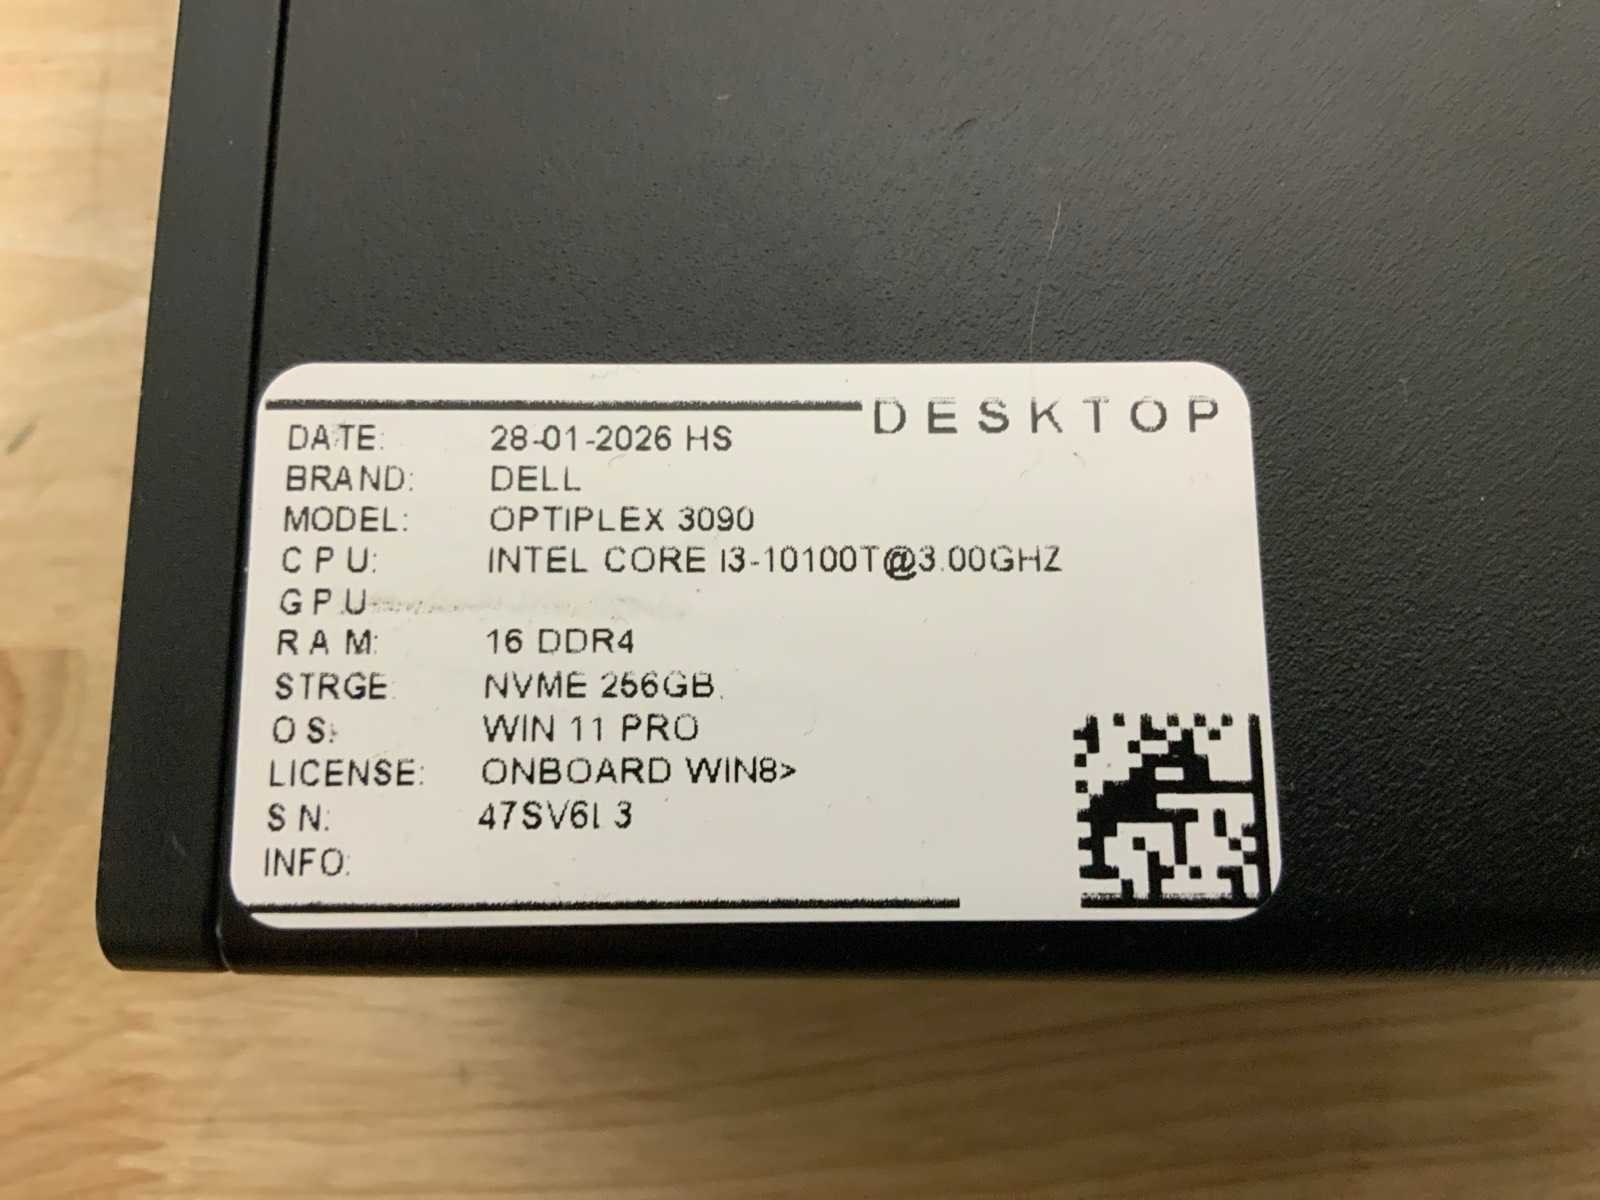 DESKTOP
DATE: 28-01-2026 HS
BRAND: DELL
MODEL: OPTIPLEX 3090
CPU: INTEL CORE I3-10100T@3.00GHZ
GPU
RAM: 16 DDR4
STRGE: NVME 256GB
OS: WIN 11 PRO
LICENSE: ONBOARD WIN8>
SN: 47SV6L3
INFO: